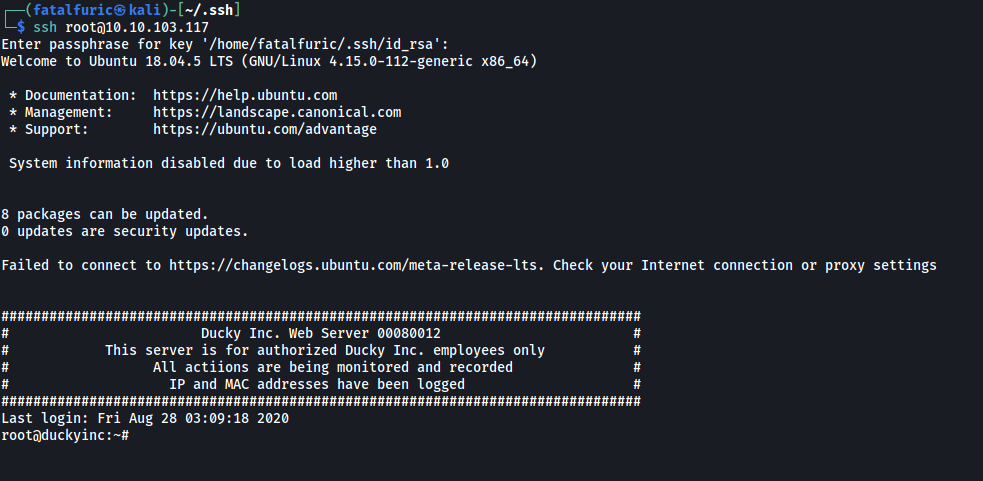 ┌──(fatalfuric㉿kali)-[~/.ssh]
└─$ ssh root@10.10.103.117
Enter passphrase for key '/home/fatalfuric/.ssh/id_rsa':
Welcome to Ubuntu 18.04.5 LTS (GNU/Linux 4.15.0-112-generic x86_64)
* Documentation:  https://help.ubuntu.com
* Management:     https://landscape.canonical.com
* Support:        https://ubuntu.com/advantage
System information disabled due to load higher than 1.0
8 packages can be updated.
0 updates are security updates.
Failed to connect to https://changelogs.ubuntu.com/meta-release-lts. Check your Internet connection or proxy settings
################################################################################
#                        Ducky Inc. Web Server 00080012                        #
#            This server is for authorized Ducky Inc. employees only           #
#                  All actiions are being monitored and recorded               #
#                    IP and MAC addresses have been logged                     #
################################################################################
Last login: Fri Aug 28 03:09:18 2020
root@duckyinc:~#